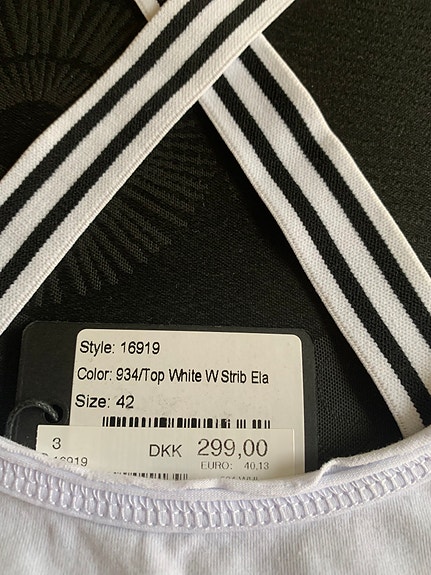 Style: 16919
Color: 934/Top White W Strib Ela
Size: 42
3
DKK 299,00
16919
EURO: 40,13